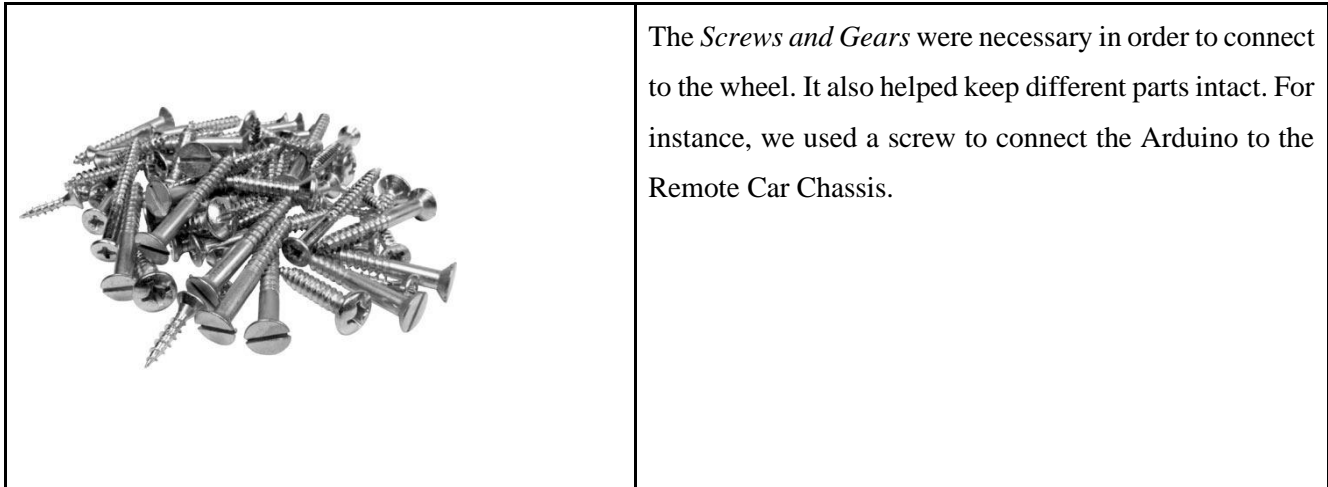 The Screws and Gears were necessary in order to connect
to the wheel. It also helped keep different parts intact. For
instance, we used a screw to connect the Arduino to the
Remote Car Chassis.